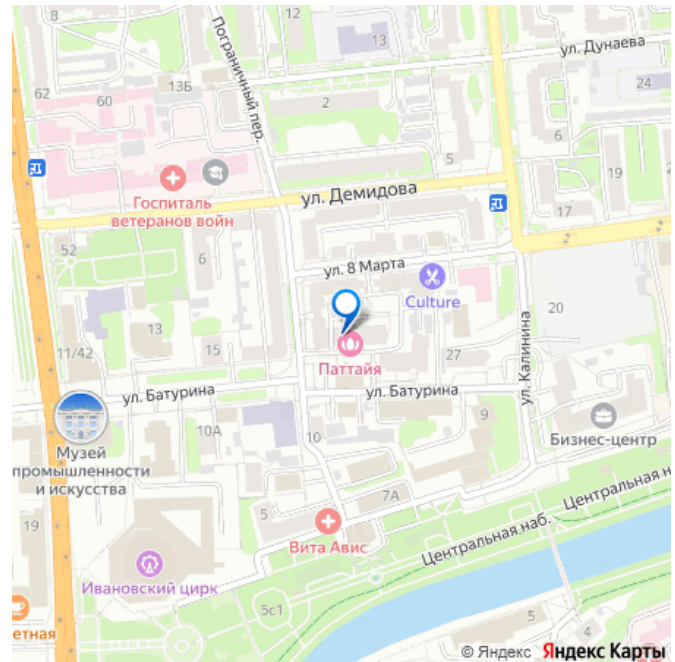 12
8
13
ул. Дунаева
Пограничный пер.
62
60
13Б
2
24
5
6
19
Госпиталь
ветеранов войн
ул. Демидова
17
52
6
ул. 8 Марта
Culture
20
13
15
11/42
Паттайя
27
ул. Калинина
ул. Батурина
ул. Батурина
9
10А
10
Бизнес-центр
Музей
промышленности
и искусства
7А
19
5
Вита Авис
Центральная наб.
Центральная н
Ивановский цирк
5с1
5
4
етная
© Яндекс Яндекс Карты